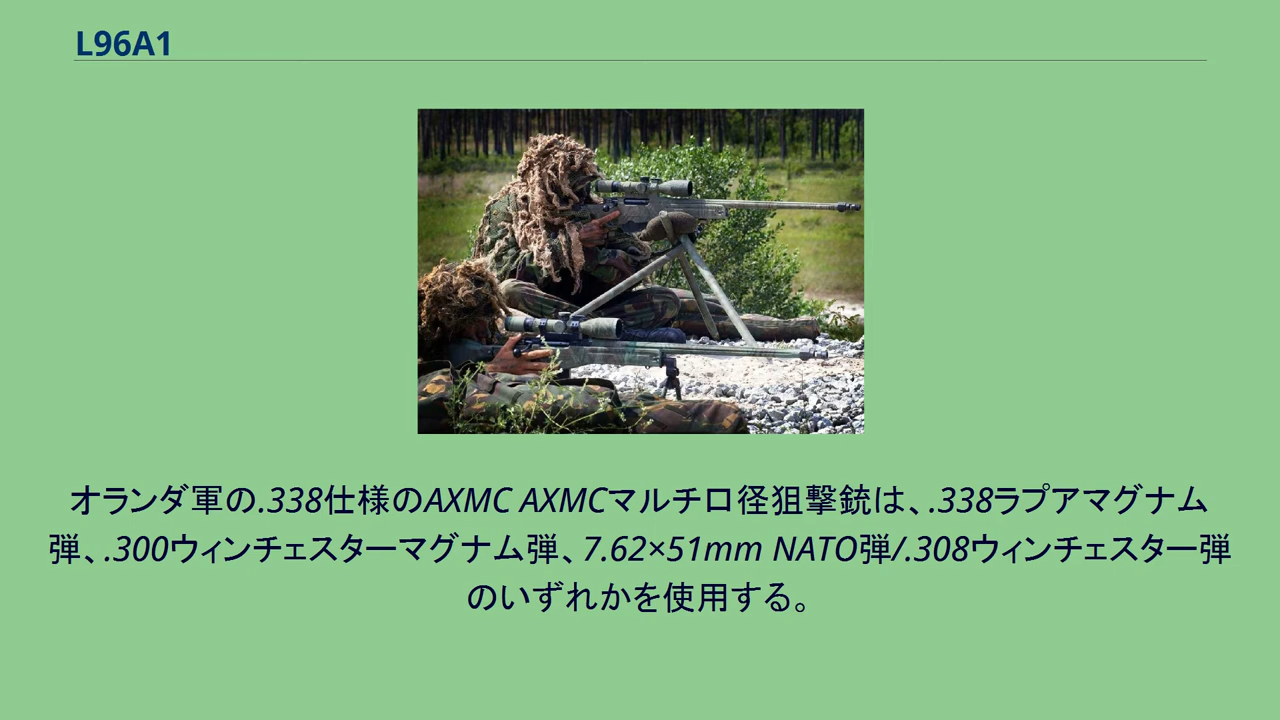 L96A1
オランダ軍の.338仕様のAXMC AXMCマルチロ径狙撃銃は、.338ラプアマグナム
弾、.300ウィンチェスターマグナム弾、7.62×51mm NATO弾/.308ウィンチェスター弾
のいずれかを使用する。